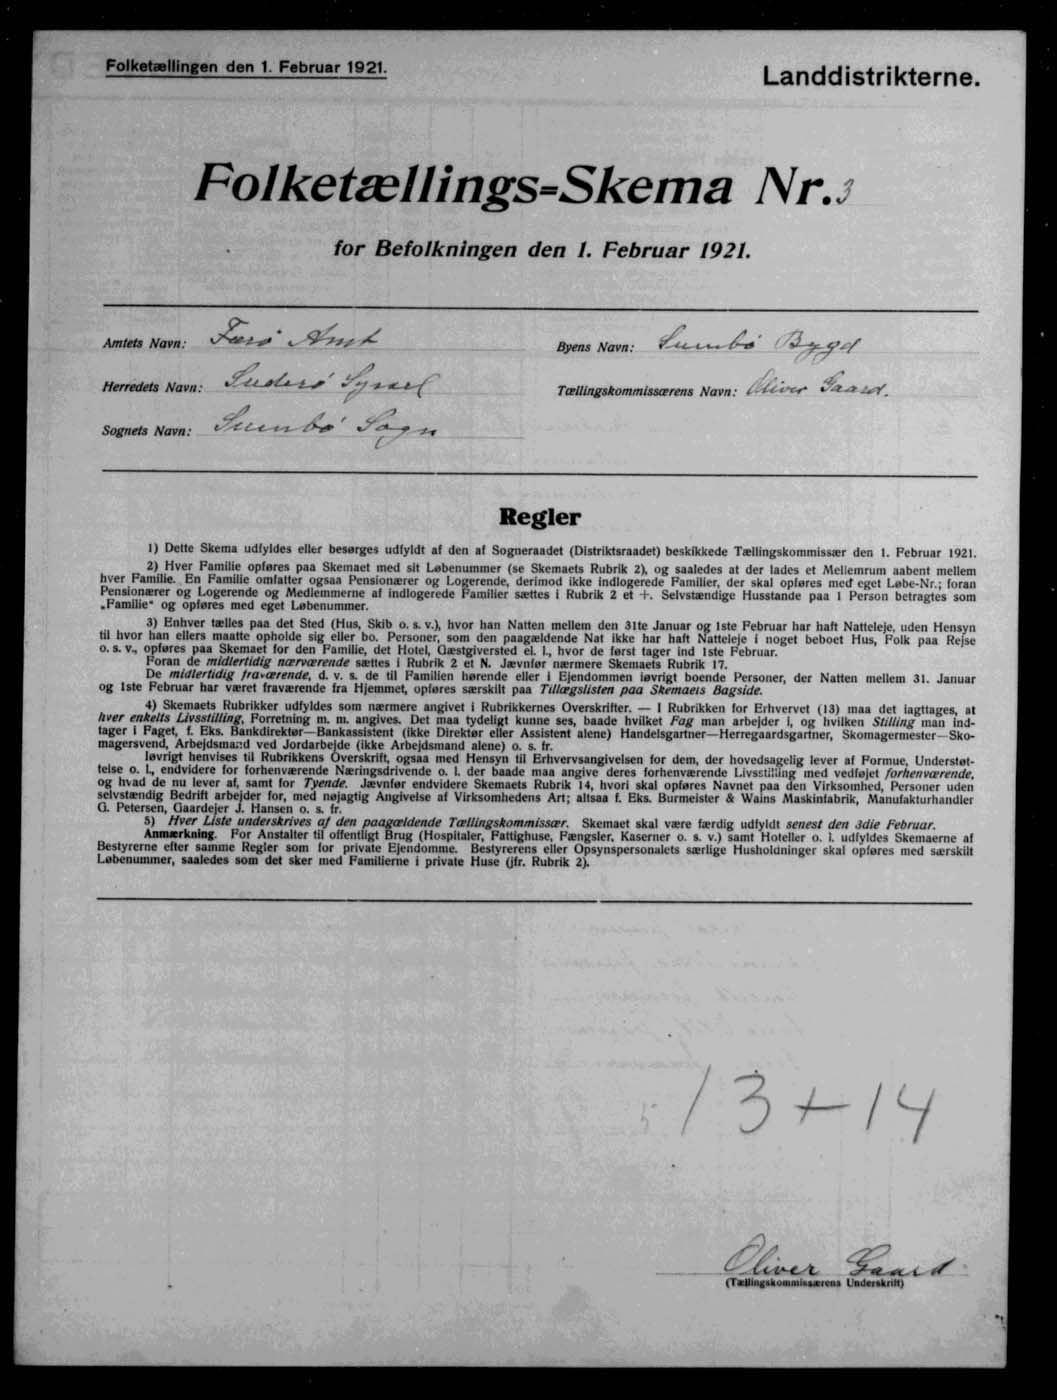 Folketællingen den 1. Februar 1921.
Landdistrikterne.
Folketællings=Skema Nr. 3
for Befolkningen den 1. Februar 1921.
Amtets Navn: Færø Amt
Byens Navn: Sumbø Bygd
Herredets Navn: Suderø Syssel
Tællingskommissærens Navn: Oliver Gaard.
Sognets Navn: Sumbø Sogn
Regler
1) Dette Skema udfyldes eller besørges udfyldt af den af Sogneraadet (Distriktsraadet) beskikkede Tællingskommissær den 1. Februar 1921.
2) Hver Familie opføres paa Skemaet med sit Løbenummer (se Skemaets Rubrik 2), og saaledes at der lades et Mellemrum aabent mellem
hver Familie. En Familie omfatter ogsaa Pensionærer og Logerende, derimod ikke indlogerede Familier, der skal opføres med eget Løbe-Nr.; foran
Pensionærer og Logerende og Medlemmerne af indlogerede Familier sættes i Rubrik 2 et +. Selvstændige Husstande paa 1 Person betragtes som
„Familie“ og opføres med eget Løbenummer.
3) Enhver tælles paa det Sted (Hus, Skib o. s. v.), hvor han Natten mellem den 31te Januar og 1ste Februar har haft Natteleje, uden Hensyn
til hvor han ellers maatte opholde sig eller bo. Personer, som den paagældende Nat ikke har haft Natteleje i noget beboet Hus, Folk paa Rejse
o. s. v., opføres paa Skemaet for den Familie, det Hotel, Gæstgiversted el. l., hvor de først tager ind 1ste Februar.
Foran de midlertidig nærværende sættes i Rubrik 2 et N. Jævnfør nærmere Skemaets Rubrik 17.
De midlertidig fraværende, d. v. s. de til Familien hørende eller i Ejendommen iøvrigt boende Personer, der Natten mellem 31. Januar
og 1ste Februar har været fraværende fra Hjemmet, opføres særskilt paa Tillægslisten paa Skemaets Bagside.
4) Skemaets Rubrikker udfyldes som nærmere angivet i Rubrikkernes Overskrifter. — I Rubrikken for Erhvervet (13) maa det iagttages, at
hver enkelts Livsstilling, Forretning m. m. angives. Det maa tydeligt kunne ses, baade hvilket Fag man arbejder i, og hvilken Stilling man ind-
tager i Faget, f. Eks. Bankdirektør—Bankassistent (ikke Direktør eller Assistent alene) Handelsgartner—Herregaardsgartner, Skomagermester—Sko-
magersvend, Arbejdsmand ved Jordarbejde (ikke Arbejdsmand alene) o. s. fr.
Iøvrigt henvises til Rubrikkens Overskrift, ogsaa med Hensyn til Erhvervsangivelsen for dem, der hovedsagelig lever af Formue, Understøt-
telse o. l., endvidere for forhenværende Næringsdrivende o. l. der baade maa angive deres forhenværende Livsstilling med vedføjet forhenværende,
og hvad de nu lever af, samt for Tyende. Jævnfør endvidere Skemaets Rubrik 14, hvori skal opføres Navnet paa den Virksomhed, Personer uden
selvstændig Bedrift arbejder for, med nøjagtig Angivelse af Virksomhedens Art; altsaa f. Eks. Burmeister & Wains Maskinfabrik, Manufakturhandler
G. Petersen, Gaardejer J. Hansen o. s. fr.
5) Hver Liste underskrives af den paagældende Tællingskommissær. Skemaet skal være færdig udfyldt senest den 3die Februar.
Anmærkning. For Anstalter til offentligt Brug (Hospitaler, Fattighuse, Fængsler, Kaserner o. s. v.) samt Hoteller o. l. udfyldes Skemaerne af
Bestyrerne efter samme Regler som for private Ejendomme. Bestyrerens eller Opsynspersonalets særlige Husholdninger skal opføres med særskilt
Løbenummer, saaledes som det sker med Familierne i private Huse (jfr. Rubrik 2).
5 13 + 14
Oliver Gaard
(Tællingskommissærens Underskrift)